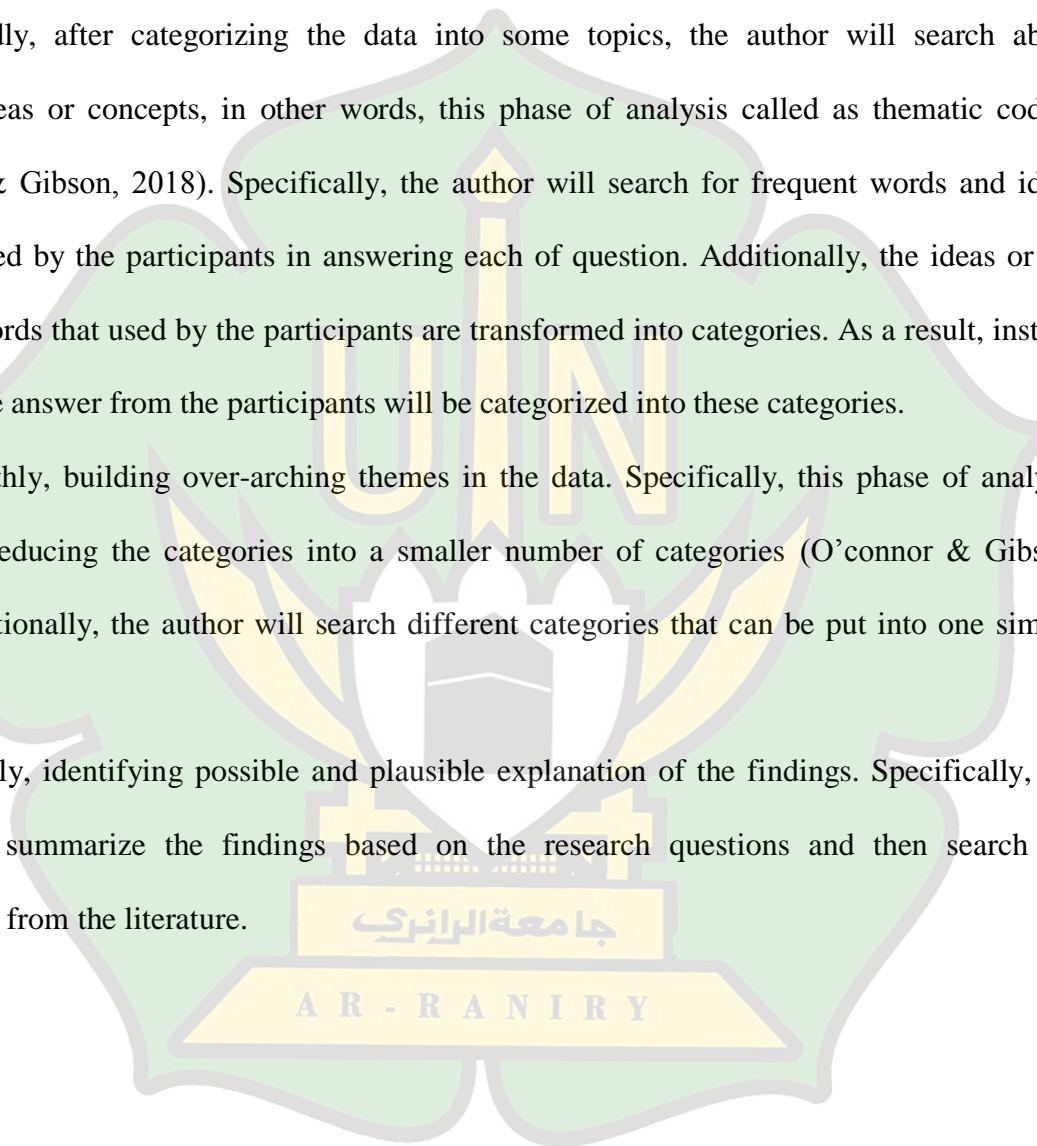 lly, after categorizing the data into some topics, the author will search ab
eas or concepts, in other words, this phase of analysis called as thematic cod
& Gibson, 2018). Specifically, the author will search for frequent words and id
ed by the participants in answering each of question. Additionally, the ideas or
ords that used by the participants are transformed into categories. As a result, inst
e answer from the participants will be categorized into these categories.
thly, building over-arching themes in the data. Specifically, this phase of analy
educing the categories into a smaller number of categories (O’connor & Gibs
tionally, the author will search different categories that can be put into one sim
ly, identifying possible and plausible explanation of the findings. Specifically,
summarize the findings based on the research questions and then search
from the literature.
UIN
جامعة الرانري
AR - RANIRY